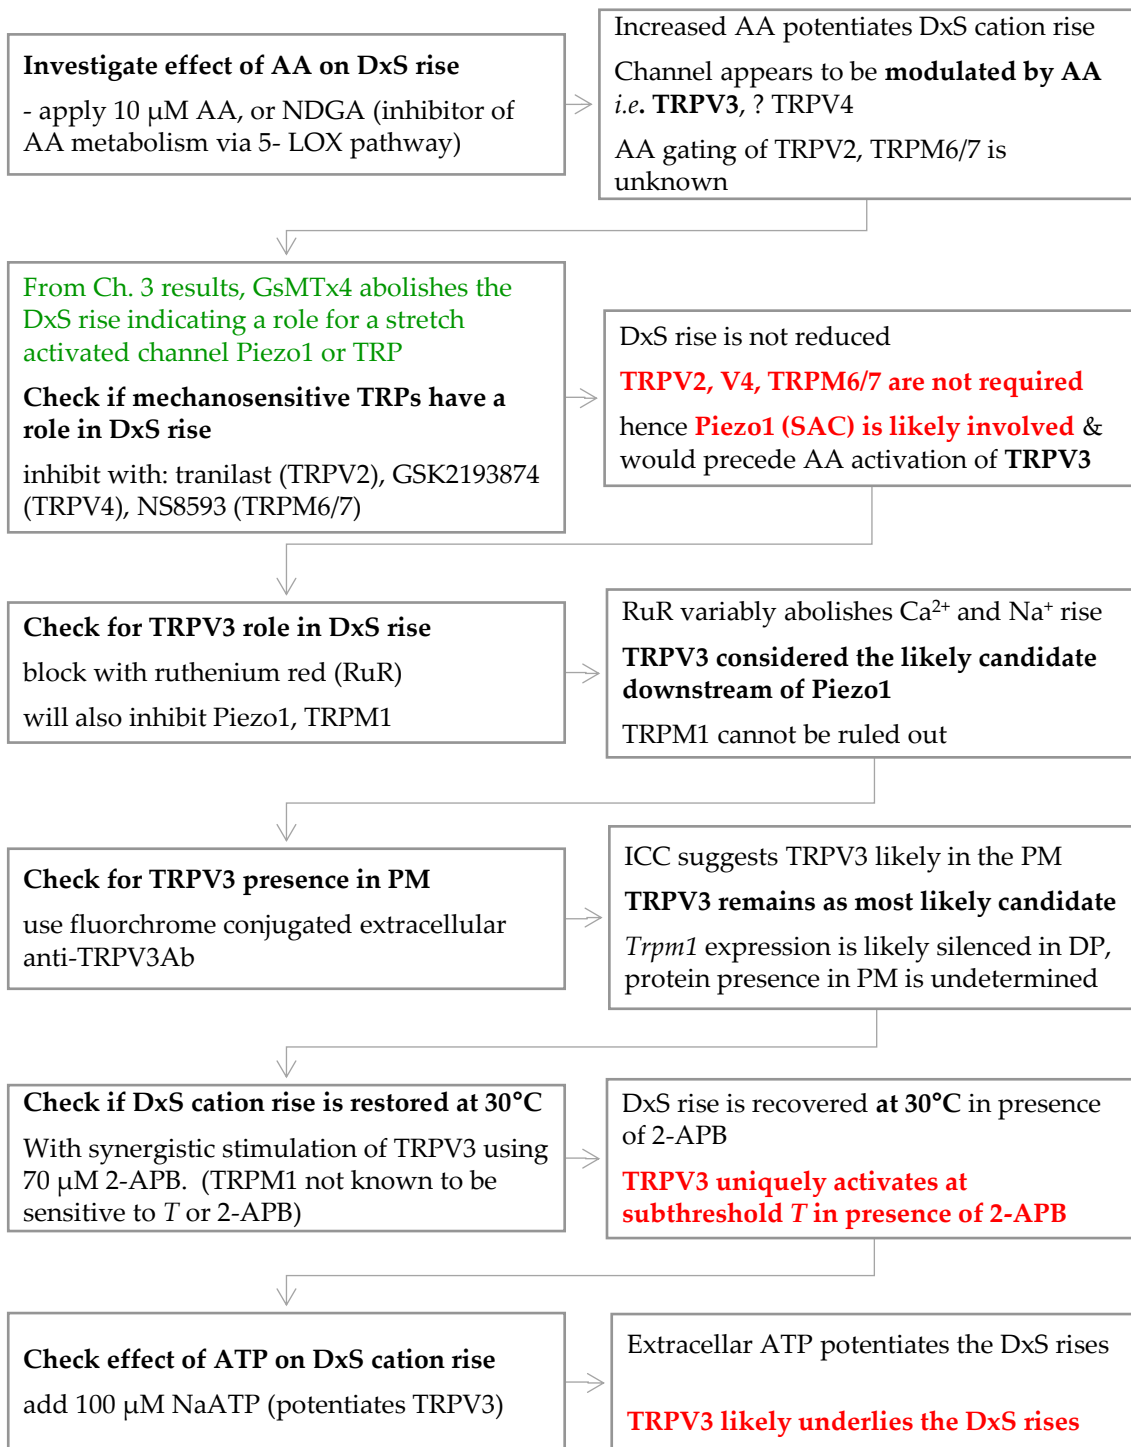 Investigate effect of AA on DxS rise
- apply 10 µM AA, or NDGA (inhibitor of
AA metabolism via 5- LOX pathway)
Increased AA potentiates DxS cation rise
Channel appears to be modulated by AA
i.e. TRPV3, ? TRPV4
AA gating of TRPV2, TRPM6/7 is
unknown
From Ch. 3 results, GsMTx4 abolishes the
DxS rise indicating a role for a stretch
activated channel Piezo1 or TRP
Check if mechanosensitive TRPs have a
role in DxS rise
inhibit with: tranilast (TRPV2), GSK2193874
(TRPV4), NS8593 (TRPM6/7)
DxS rise is not reduced
TRPV2, V4, TRPM6/7 are not required
hence Piezo1 (SAC) is likely involved &
would precede AA activation of TRPV3
Check for TRPV3 role in DxS rise
block with ruthenium red (RuR)
will also inhibit Piezo1, TRPM1
RuR variably abolishes Ca²⁺ and Na⁺ rise
TRPV3 considered the likely candidate
downstream of Piezo1
TRPM1 cannot be ruled out
Check for TRPV3 presence in PM
use fluorchrome conjugated extracellular
anti-TRPV3Ab
ICC suggests TRPV3 likely in the PM
TRPV3 remains as most likely candidate
Trpm1 expression is likely silenced in DP,
protein presence in PM is undetermined
Check if DxS cation rise is restored at 30°C
With synergistic stimulation of TRPV3 using
70 µM 2-APB. (TRPM1 not known to be
sensitive to T or 2-APB)
DxS rise is recovered at 30°C in presence
of 2-APB
TRPV3 uniquely activates at
subthreshold T in presence of 2-APB
Check effect of ATP on DxS cation rise
add 100 µM NaATP (potentiates TRPV3)
Extracellar ATP potentiates the DxS rises
TRPV3 likely underlies the DxS rises